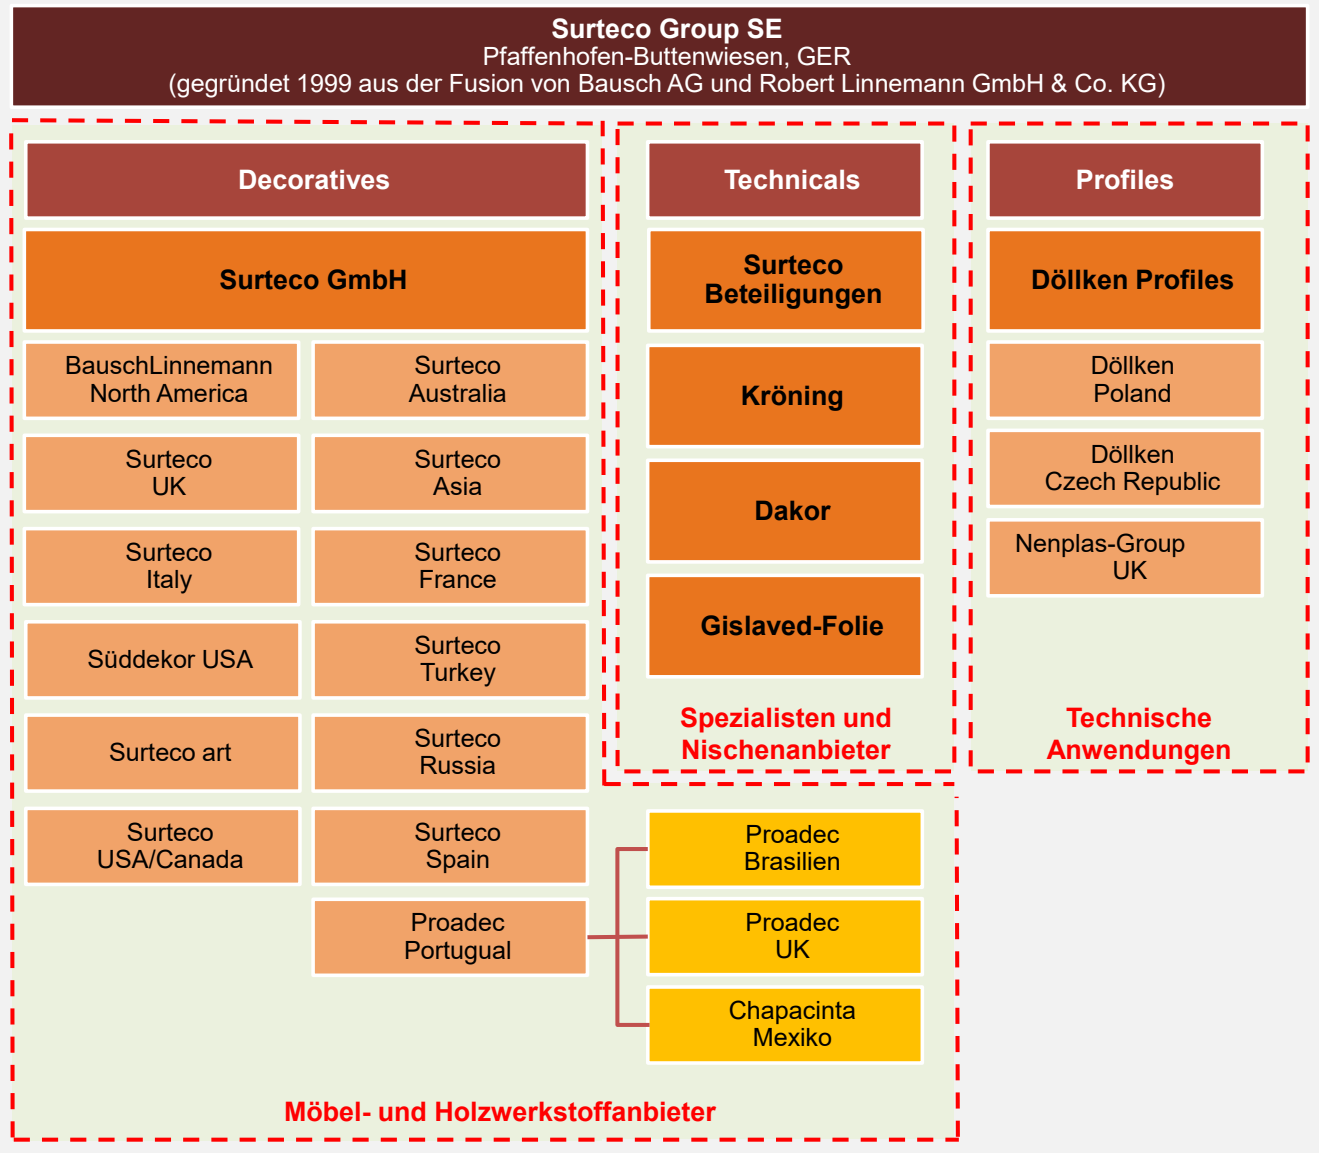 Surteco Group SE
Pfaffenhofen-Buttenwiesen, GER
(gegründet 1999 aus der Fusion von Bausch AG und Robert Linnemann GmbH & Co. KG)
Decoratives
Surteco GmbH
BauschLinnemann
North America
Surteco
Australia
Surteco
UK
Surteco
Asia
Surteco
Italy
Surteco
France
Süddekor USA
Surteco
Turkey
Surteco art
Surteco
Russia
Surteco
USA/Canada
Surteco
Spain
Proadec
Portugual
Proadec
Brasilien
Proadec
UK
Chapacinta
Mexiko
Möbel- und Holzwerkstoffanbieter
Technicals
Surteco
Beteiligungen
Kröning
Dakor
Gislaved-Folie
Spezialisten und
Nischenanbieter
Profiles
Döllken Profiles
Döllken
Poland
Döllken
Czech Republic
Nenplas-Group
UK
Technische
Anwendungen